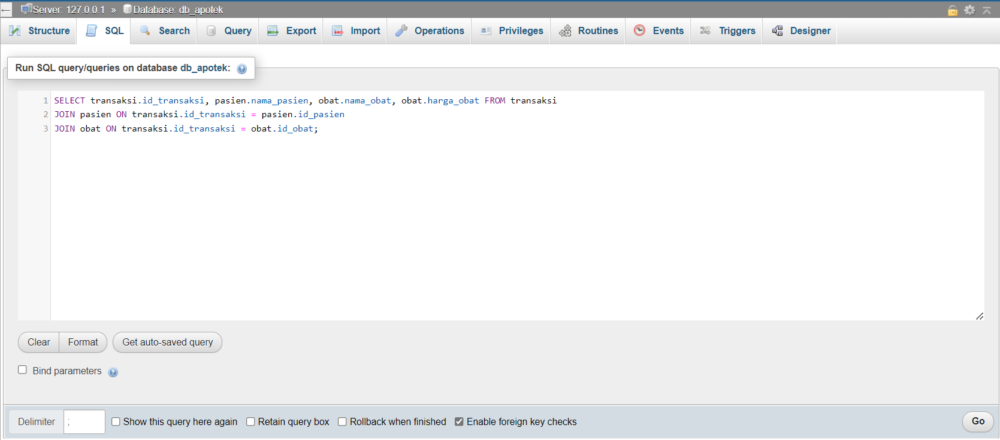 Server: 127.0.0.1 » Database: db_apotek
Structure SQL Search Query Export Import Operations Privileges Routines Events Triggers Designer
Run SQL query/queries on database db_apotek:
1 SELECT transaksi.id_transaksi, pasien.nama_pasien, obat.nama_obat, obat.harga_obat FROM transaksi
2 JOIN pasien ON transaksi.id_transaksi = pasien.id_pasien
3 JOIN obat ON transaksi.id_transaksi = obat.id_obat;
Clear Format Get auto-saved query
Bind parameters
Delimiter ; Show this query here again Retain query box Rollback when finished Enable foreign key checks Go